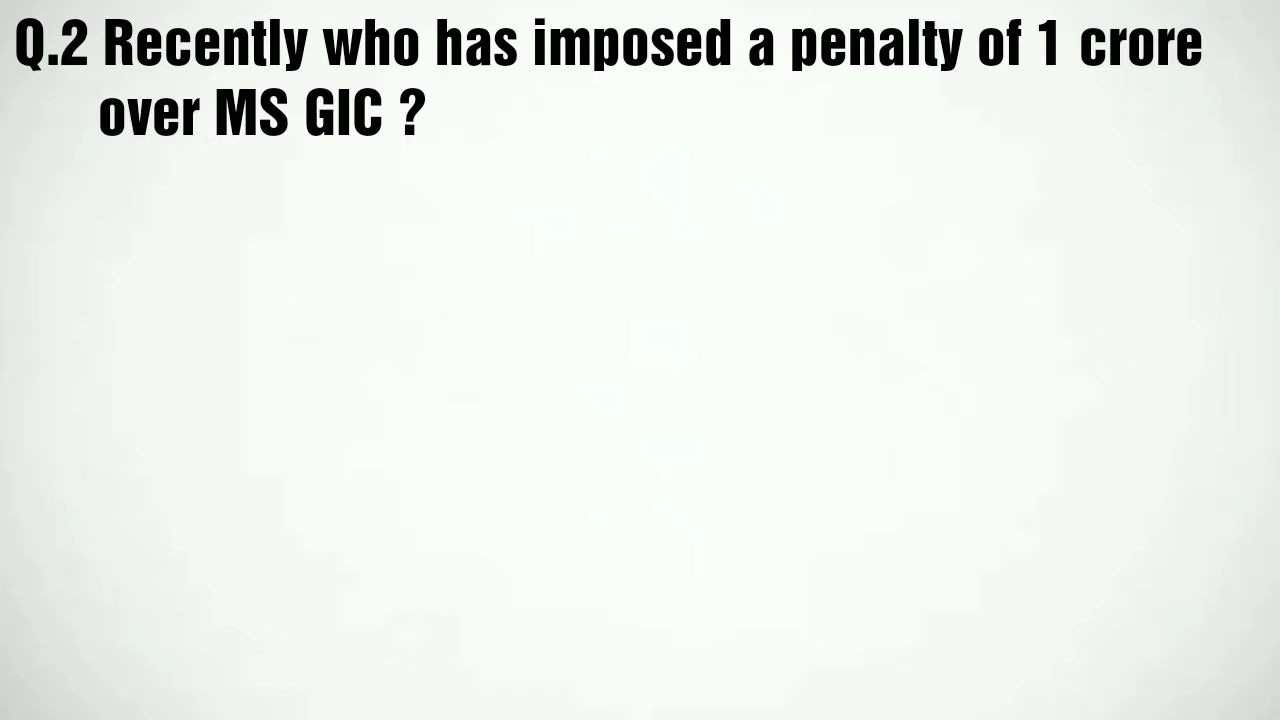 Q.2 Recently who has imposed a penalty of 1 crore
over MS GIC ?